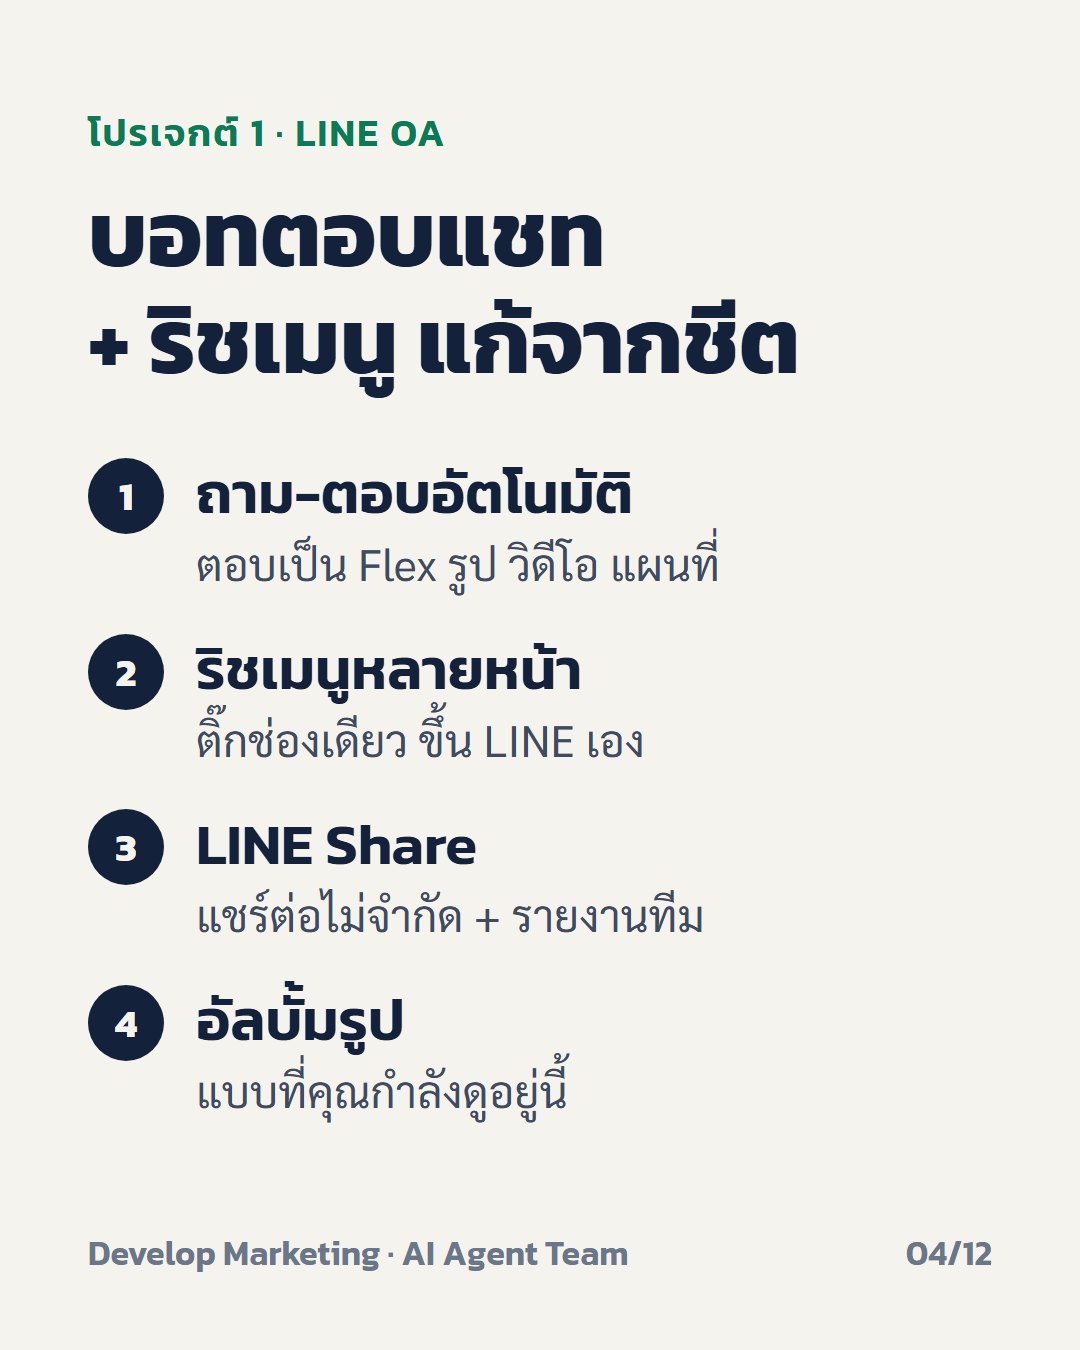 โปรเจกต์ 1 · LINE OA
บอทตอบแชท
+ ริชเมนู แก้จากชีต
1
ถาม-ตอบอัตโนมัติ
ตอบเป็น Flex รูป วิดีโอ แผนที่
2
ริชเมนูหลายหน้า
ติ๊กช่องเดียว ขึ้น LINE เอง
3
LINE Share
แชร์ต่อไม่จำกัด + รายงานทีม
4
อัลบั้มรูป
แบบที่คุณกำลังดูอยู่นี้
Develop Marketing · AI Agent Team
04/12